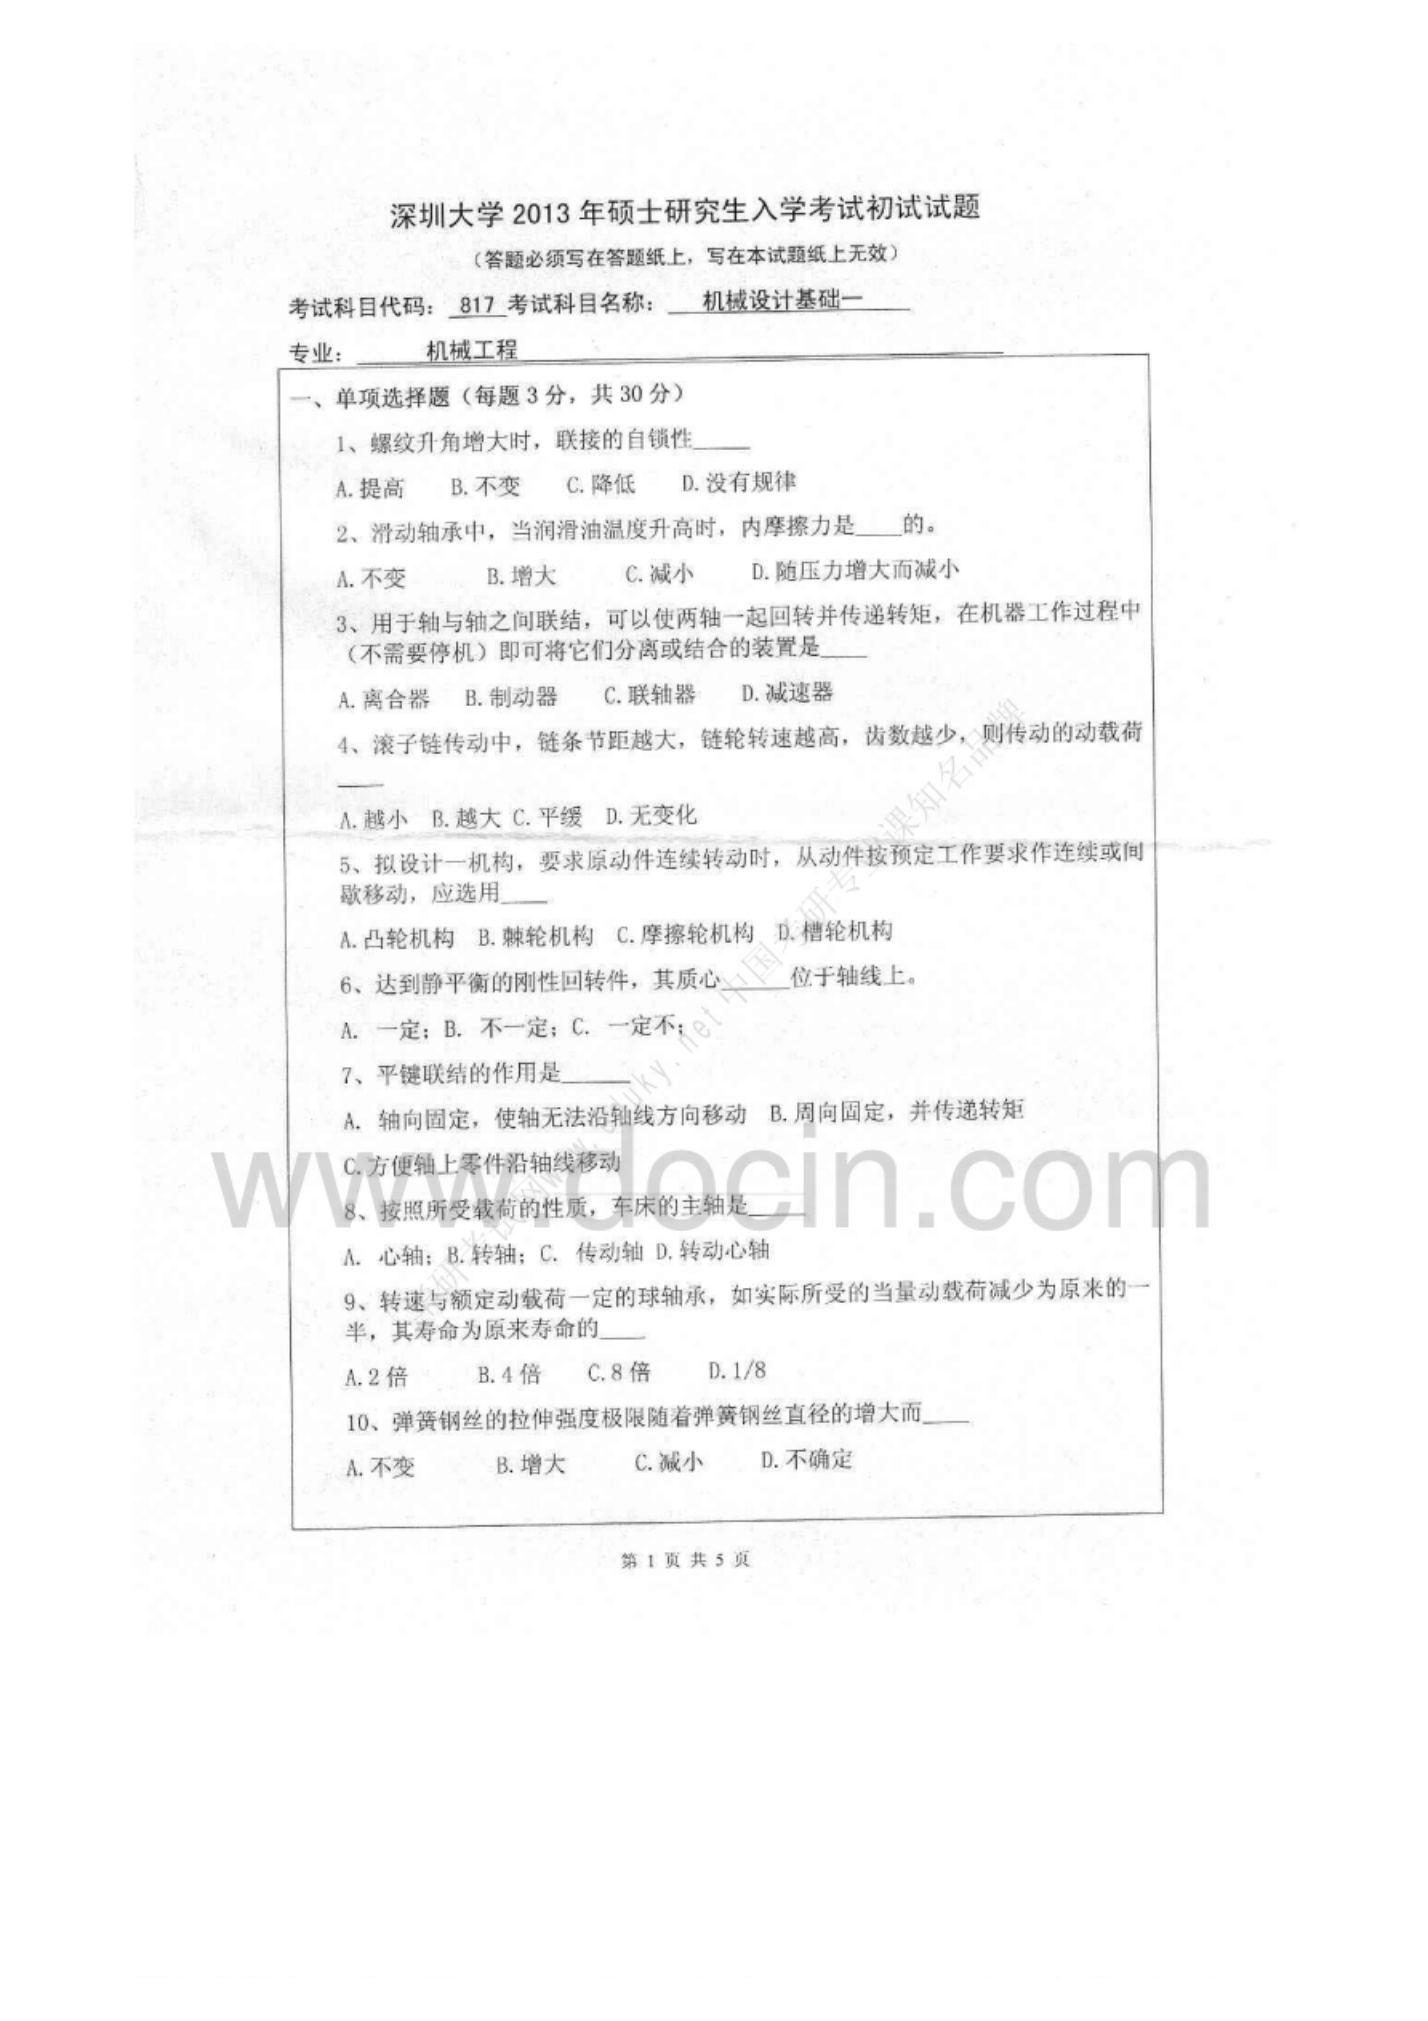 深圳大学 2013 年硕士研究生入学考试初试试题
（答题必须写在答题纸上，写在本试题纸上无效）
考试科目代码： 817 考试科目名称： 机械设计基础一
专业： 机械工程
一、单项选择题（每题 3 分，共 30 分）
1、螺纹升角增大时，联接的自锁性____
A.提高 B.不变 C.降低 D.没有规律
2、滑动轴承中，当润滑油温度升高时，内摩擦力是____的。
A.不变 B.增大 C.减小 D.随压力增大而减小
3、用于轴与轴之间联结，可以使两轴一起回转并传递转矩，在机器工作过程中
（不需要停机）即可将它们分离或结合的装置是____
A.离合器 B.制动器 C.联轴器 D.减速器
4、滚子链传动中，链条节距越大，链轮转速越高，齿数越少，则传动的动载荷
____
A.越小 B.越大 C.平缓 D.无变化
5、拟设计一机构，要求原动件连续转动时，从动件按预定工作要求作连续或间
歇移动，应选用____
A.凸轮机构 B.棘轮机构 C.摩擦轮机构 D.槽轮机构
6、达到静平衡的刚性回转件，其质心______位于轴线上。
A. 一定；B. 不一定；C. 一定不；
7、平键联结的作用是______
A. 轴向固定，使轴无法沿轴线方向移动 B.周向固定，并传递转矩
C.方便轴上零件沿轴线移动
8、按照所受载荷的性质，车床的主轴是_____
A. 心轴；B.转轴；C. 传动轴 D.转动心轴
9、转速与额定动载荷一定的球轴承，如实际所受的当量动载荷减少为原来的一
半，其寿命为原来寿命的____
A.2 倍 B.4 倍 C.8 倍 D.1/8
10、弹簧钢丝的拉伸强度极限随着弹簧钢丝直径的增大而____
A.不变 B.增大 C.减小 D.不确定
第 1 页 共 5 页
www.docin.com